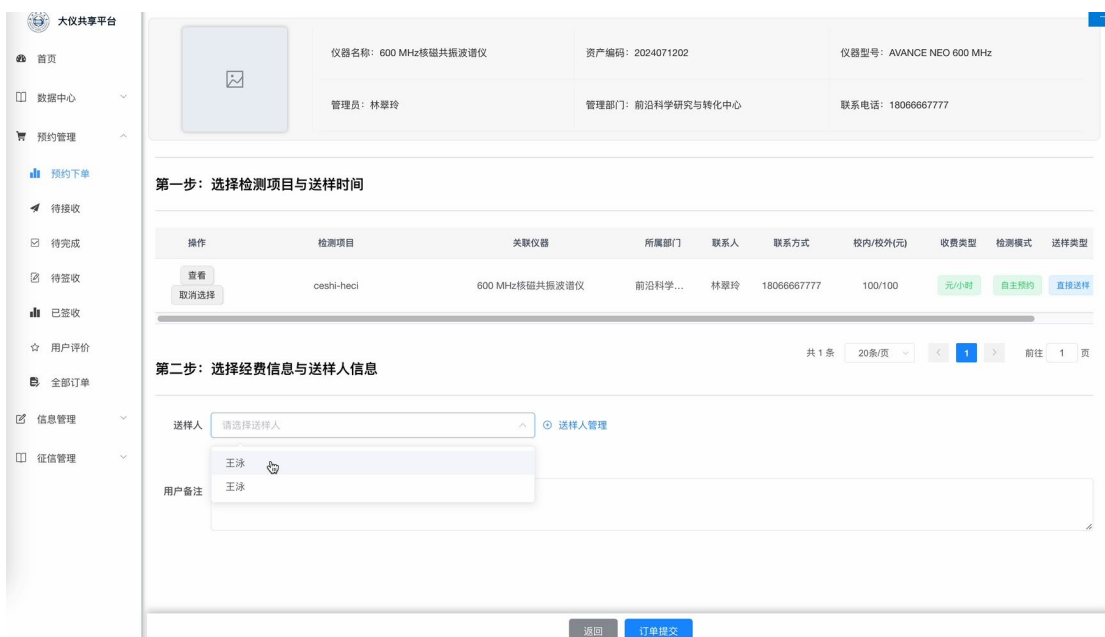 大仪共享平台
首页
数据中心
预约管理
预约下单
待接收
待完成
待签收
已签收
用户评价
全部订单
信息管理
征信管理
仪器名称：600 MHz核磁共振波谱仪 资产编码：2024071202 仪器型号：AVANCE NEO 600 MHz
管理员：林翠玲 管理部门：前沿科学研究与转化中心 联系电话：18066667777
第一步：选择检测项目与送样时间
操作 检测项目 关联仪器 所属部门 联系人 联系方式 校内/校外(元) 收费类型 检测模式 送样类型
查看
取消选择
ceshi-heci 600 MHz核磁共振波谱仪 前沿科学... 林翠玲 18066667777 100/100 元/小时 自主预约 直接送样
共 1 条 20条/页 1 前往 1 页
第二步：选择经费信息与送样人信息
送样人 请选择送样人 送样人管理
王泳
王泳
用户备注
返回 订单提交